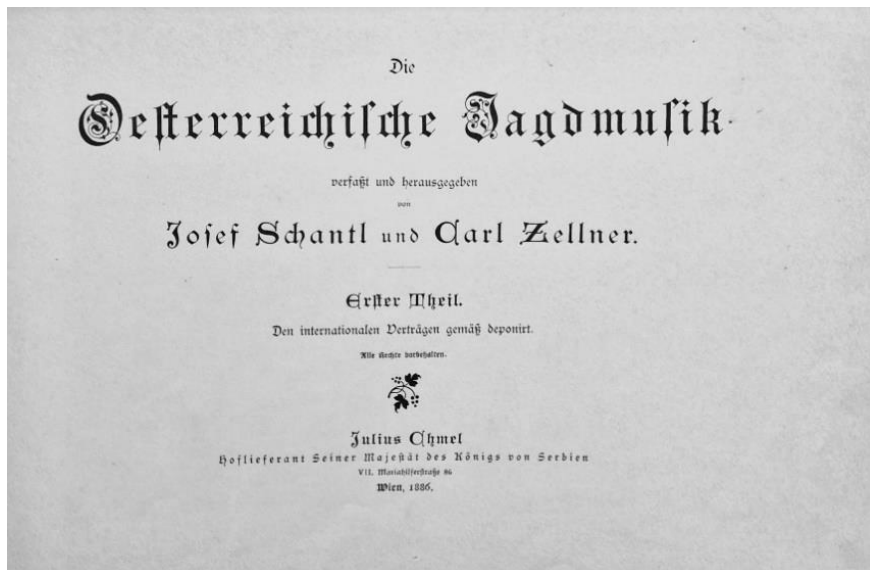 Die
Oesterreichische Jagdmusik.
verfaßt und herausgegeben
von
Josef Schantl und Carl Zellner.
Erster Theil.
Den internationalen Verträgen gemäß deponirt.
Alle Rechte vorbehalten.
Julius Chmel
Hoflieferant Seiner Majestät des Königs von Serbien
VII. Mariahilferstraße 86
Wien, 1886.